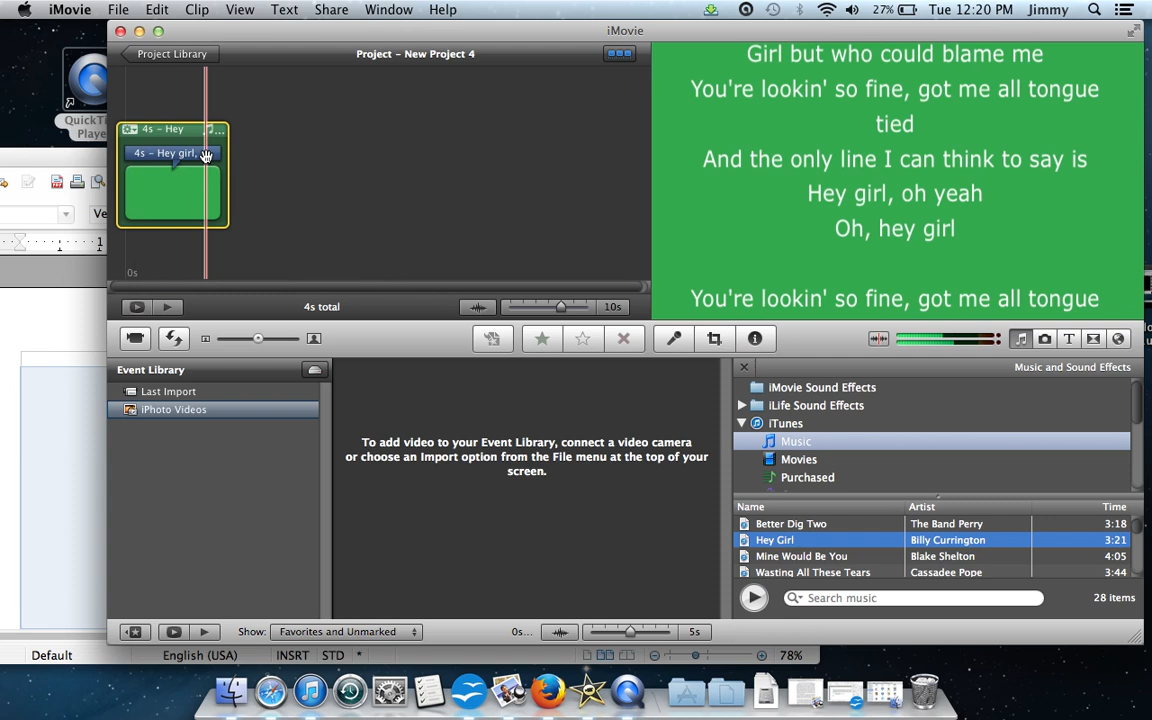 iMovie File Edit Clip View Text Share Window Help 27% Tue 12:20 PM Jimmy
iMovie
Project Library Project – New Project 4
QuickTi
Playe
4s – Hey ...
4s – Hey girl,
0s
4s total 10s
Girl but who could blame me
You're lookin' so fine, got me all tongue
tied
And the only line I can think to say is
Hey girl, oh yeah
Oh, hey girl
You're lookin' so fine, got me all tongue
Ve
1
Event Library
Last Import
iPhoto Videos
To add video to your Event Library, connect a video camera
or choose an Import option from the File menu at the top of your
screen.
Music and Sound Effects
iMovie Sound Effects
iLife Sound Effects
iTunes
Music
Movies
Purchased
Name Artist Time
Better Dig Two The Band Perry 3:18
Hey Girl Billy Currington 3:21
Mine Would Be You Blake Shelton 4:05
Wasting All These Tears Cassadee Pope 3:44
Search music 28 items
Show: Favorites and Unmarked 0s... 5s
Default English (USA) INSRT STD * 78%